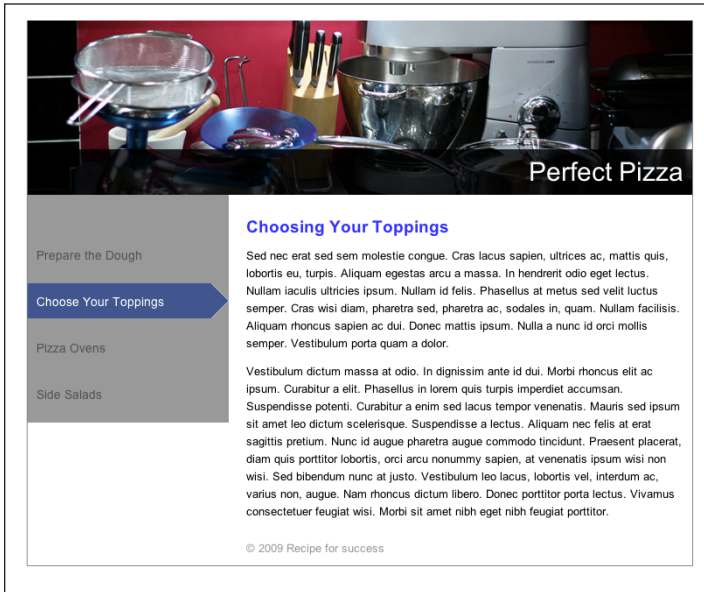 Perfect Pizza
Prepare the Dough
Choose Your Toppings
Pizza Ovens
Side Salads
Choosing Your Toppings
Sed nec erat sed sem molestie congue. Cras lacus sapien, ultrices ac, mattis quis,
lobortis eu, turpis. Aliquam egestas arcu a massa. In hendrerit odio eget lectus.
Nullam iaculis ultricies ipsum. Nullam id felis. Phasellus at metus sed velit luctus
semper. Cras wisi diam, pharetra sed, pharetra ac, sodales in, quam. Nullam facilisis.
Aliquam rhoncus sapien ac dui. Donec mattis ipsum. Nulla a nunc id orci mollis
semper. Vestibulum porta quam a dolor.
Vestibulum dictum massa at odio. In dignissim ante id dui. Morbi rhoncus elit ac
ipsum. Curabitur a elit. Phasellus in lorem quis turpis imperdiet accumsan.
Suspendisse potenti. Curabitur a enim sed lacus tempor venenatis. Mauris sed ipsum
sit amet leo dictum scelerisque. Suspendisse a lectus. Aliquam nec felis at erat
sagittis pretium. Nunc id augue pharetra augue commodo tincidunt. Praesent placerat,
diam quis porttitor lobortis, orci arcu nonummy sapien, at venenatis ipsum wisi non
wisi. Sed bibendum nunc at justo. Vestibulum leo lacus, lobortis vel, interdum ac,
varius non, augue. Nam rhoncus dictum libero. Donec porttitor porta lectus. Vivamus
consectetuer feugiat wisi. Morbi sit amet nibh eget nibh feugiat porttitor.
© 2009 Recipe for success